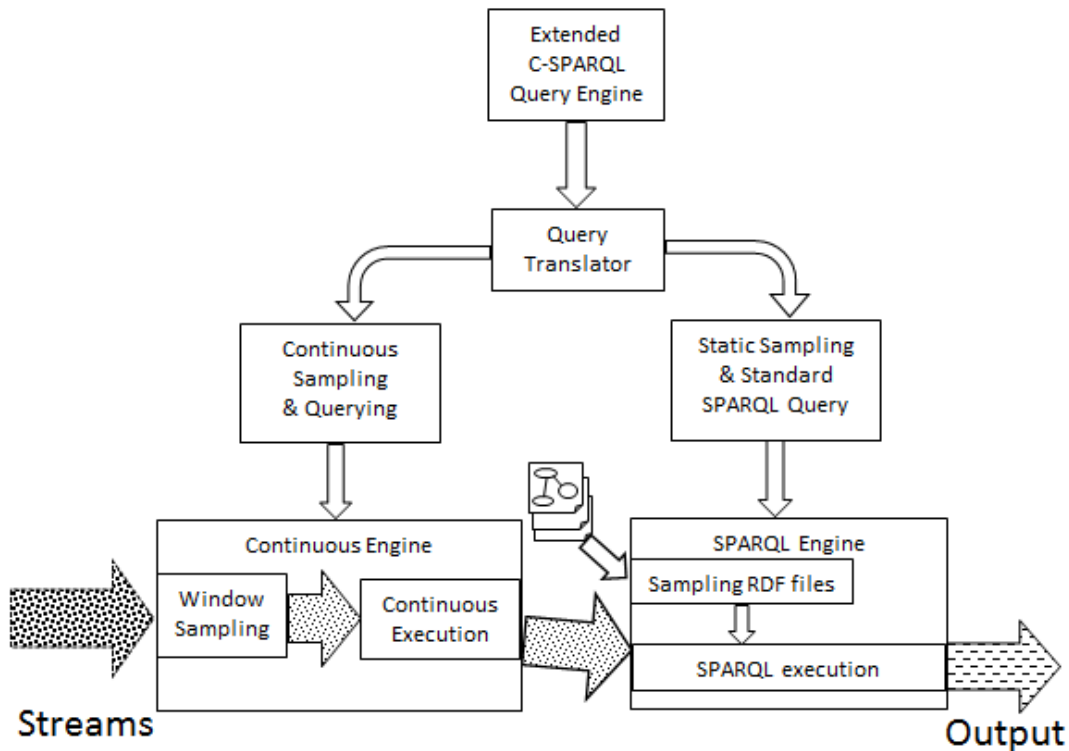 Extended
C-SPARQL
Query Engine
Query
Translator
Continuous
Sampling
& Querying
Static Sampling
& Standard
SPARQL Query
Continuous Engine
Window
Sampling
Continuous
Execution
SPARQL Engine
Sampling RDF files
SPARQL execution
Streams
Output